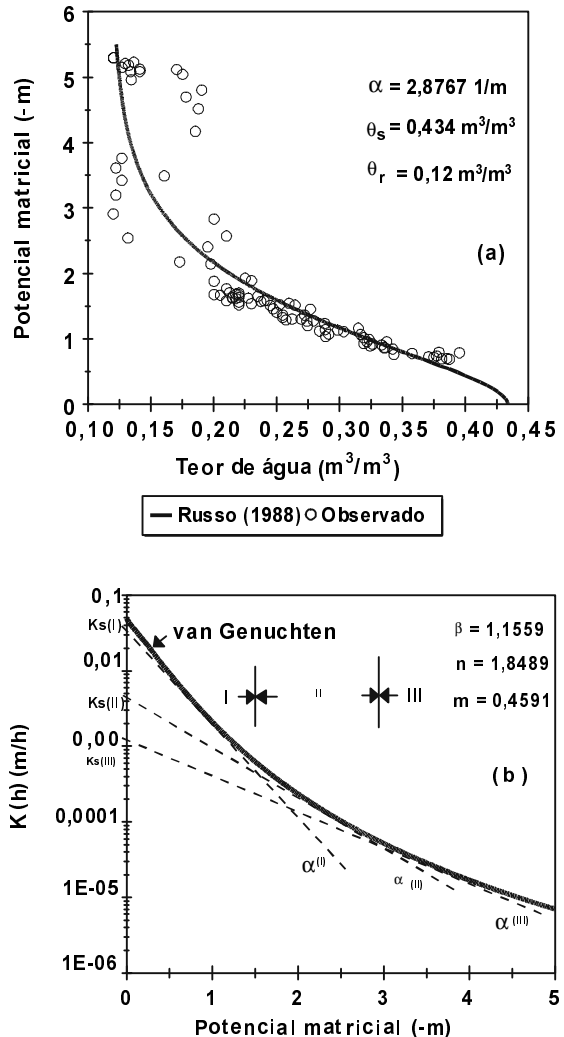 6
5
4
3
2
1
0
Potencial matricial (-m)
α = 2,8767 1/m
θs = 0,434 m³/m³
θr = 0,12 m³/m³
(a)
0,10 0,15 0,20 0,25 0,30 0,35 0,40 0,45
Teor de água (m³/m³)
Russo (1988) Observado
0,1
Ks(I)
0,01
Ks(II)
0,00
Ks(III)
0,0001
1E-05
1E-06
K(h) (m/h)
van Genuchten
β = 1,1559
n = 1,8489
m = 0,4591
I II III
(b)
α(I)
α (II)
α(III)
0 1 2 3 4 5
Potencial matricial (-m)